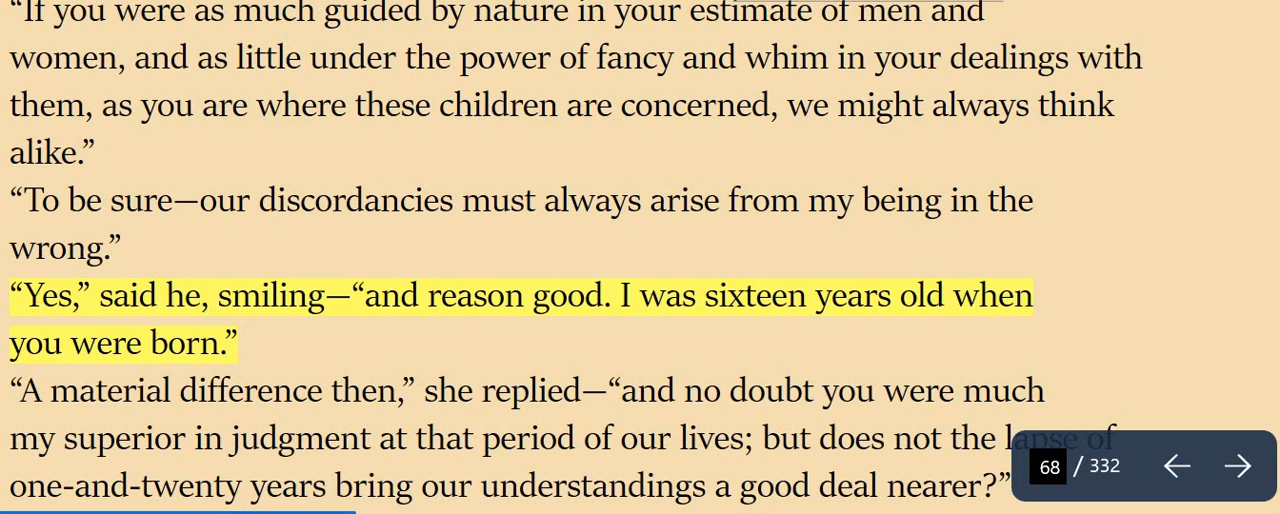 “If you were as much guided by nature in your estimate of men and
women, and as little under the power of fancy and whim in your dealings with
them, as you are where these children are concerned, we might always think
alike.”
“To be sure—our discordancies must always arise from my being in the
wrong.”
“Yes,” said he, smiling—“and reason good. I was sixteen years old when
you were born.”
“A material difference then,” she replied—“and no doubt you were much
my superior in judgment at that period of our lives; but does not the lapse of
one-and-twenty years bring our understandings a good deal nearer?”
68 / 332